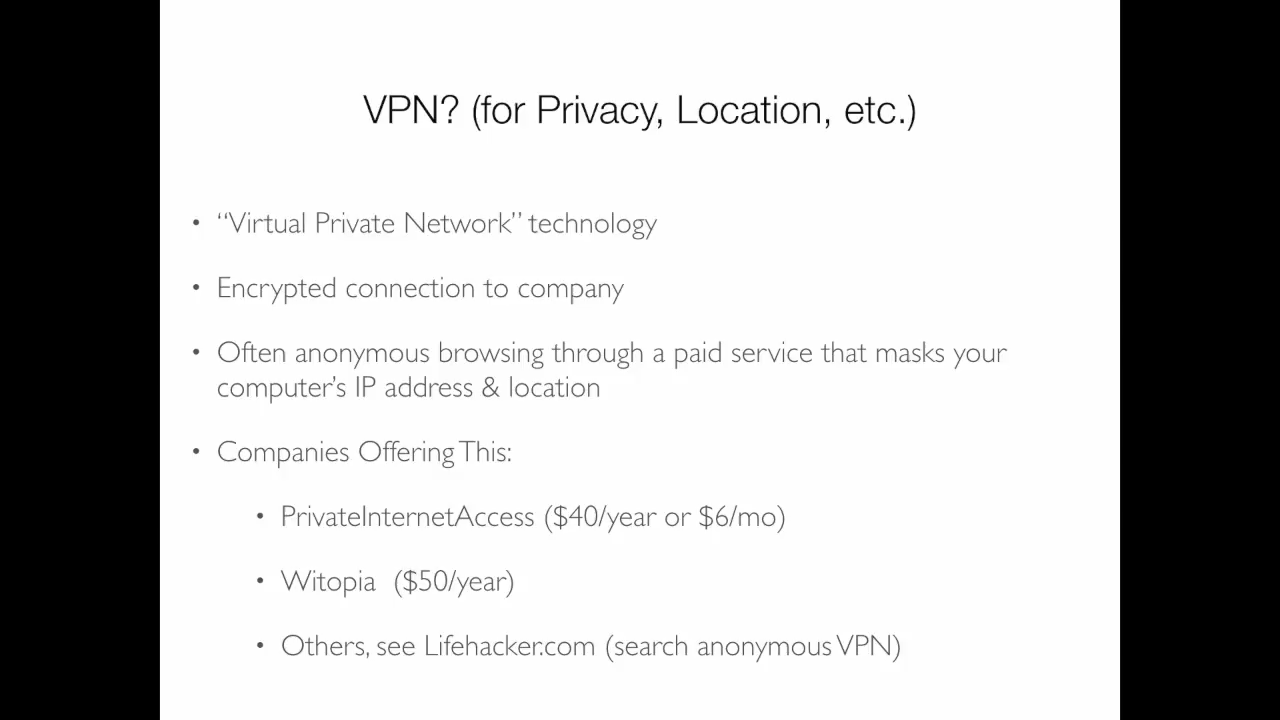 VPN? (for Privacy, Location, etc.)
• “Virtual Private Network” technology
• Encrypted connection to company
• Often anonymous browsing through a paid service that masks your
computer’s IP address & location
• Companies Offering This:
• PrivateInternetAccess ($40/year or $6/mo)
• Witopia ($50/year)
• Others, see Lifehacker.com (search anonymous VPN)